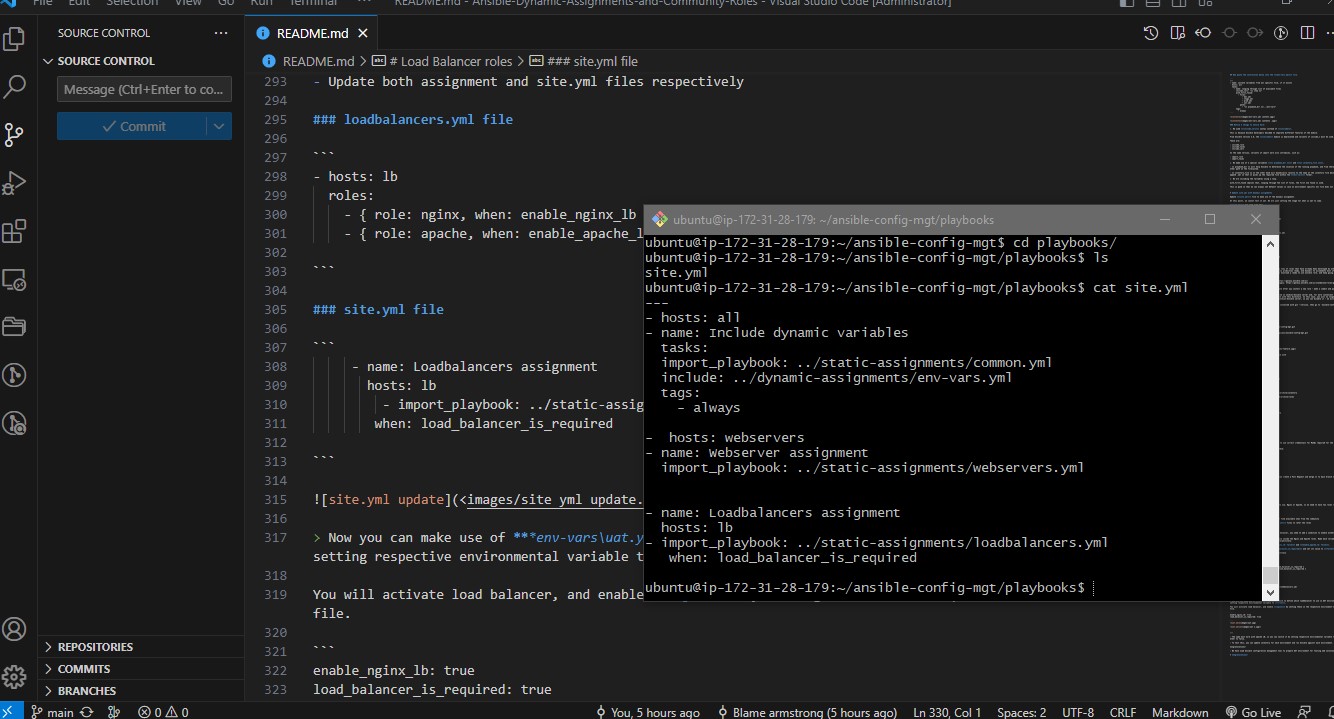 File Edit Selection View Go Run Terminal ··· README.md - Ansible-Dynamic-Assignments-and-Community-Roles - Visual Studio Code [Administrator]
SOURCE CONTROL ···
SOURCE CONTROL
Message (Ctrl+Enter to co...
Commit
REPOSITORIES
COMMITS
BRANCHES
README.md
README.md > # Load Balancer roles > ### site.yml file
293 - Update both assignment and site.yml files respectively
294
295 ### loadbalancers.yml file
296
297 ```
298 - hosts: lb
299 roles:
300 - { role: nginx, when: enable_nginx_lb
301 - { role: apache, when: enable_apache_l
302
303 ```
304
305 ### site.yml file
306
307 ```
308 - name: Loadbalancers assignment
309 hosts: lb
310 - import_playbook: ../static-assig
311 when: load_balancer_is_required
312
313 ```
314
315 ![site.yml update](<images/site yml update.
316
317 > Now you can make use of ***env-vars\uat.y
setting respective environmental variable t
318
319 You will activate load balancer, and enable
file.
320
321 ```
322 enable_nginx_lb: true
323 load_balancer_is_required: true
ubuntu@ip-172-31-28-179: ~/ansible-config-mgt/playbooks
ubuntu@ip-172-31-28-179:~/ansible-config-mgt$ cd playbooks/
ubuntu@ip-172-31-28-179:~/ansible-config-mgt/playbooks$ ls
site.yml
ubuntu@ip-172-31-28-179:~/ansible-config-mgt/playbooks$ cat site.yml
---
- hosts: all
- name: Include dynamic variables
tasks:
import_playbook: ../static-assignments/common.yml
include: ../dynamic-assignments/env-vars.yml
tags:
- always
- hosts: webservers
- name: Webserver assignment
import_playbook: ../static-assignments/webservers.yml
- name: Loadbalancers assignment
hosts: lb
- import_playbook: ../static-assignments/loadbalancers.yml
when: load_balancer_is_required
ubuntu@ip-172-31-28-179:~/ansible-config-mgt/playbooks$
main 0 0 You, 5 hours ago Blame armstrong (5 hours ago) Ln 330, Col 1 Spaces: 2 UTF-8 CRLF Markdown Go Live